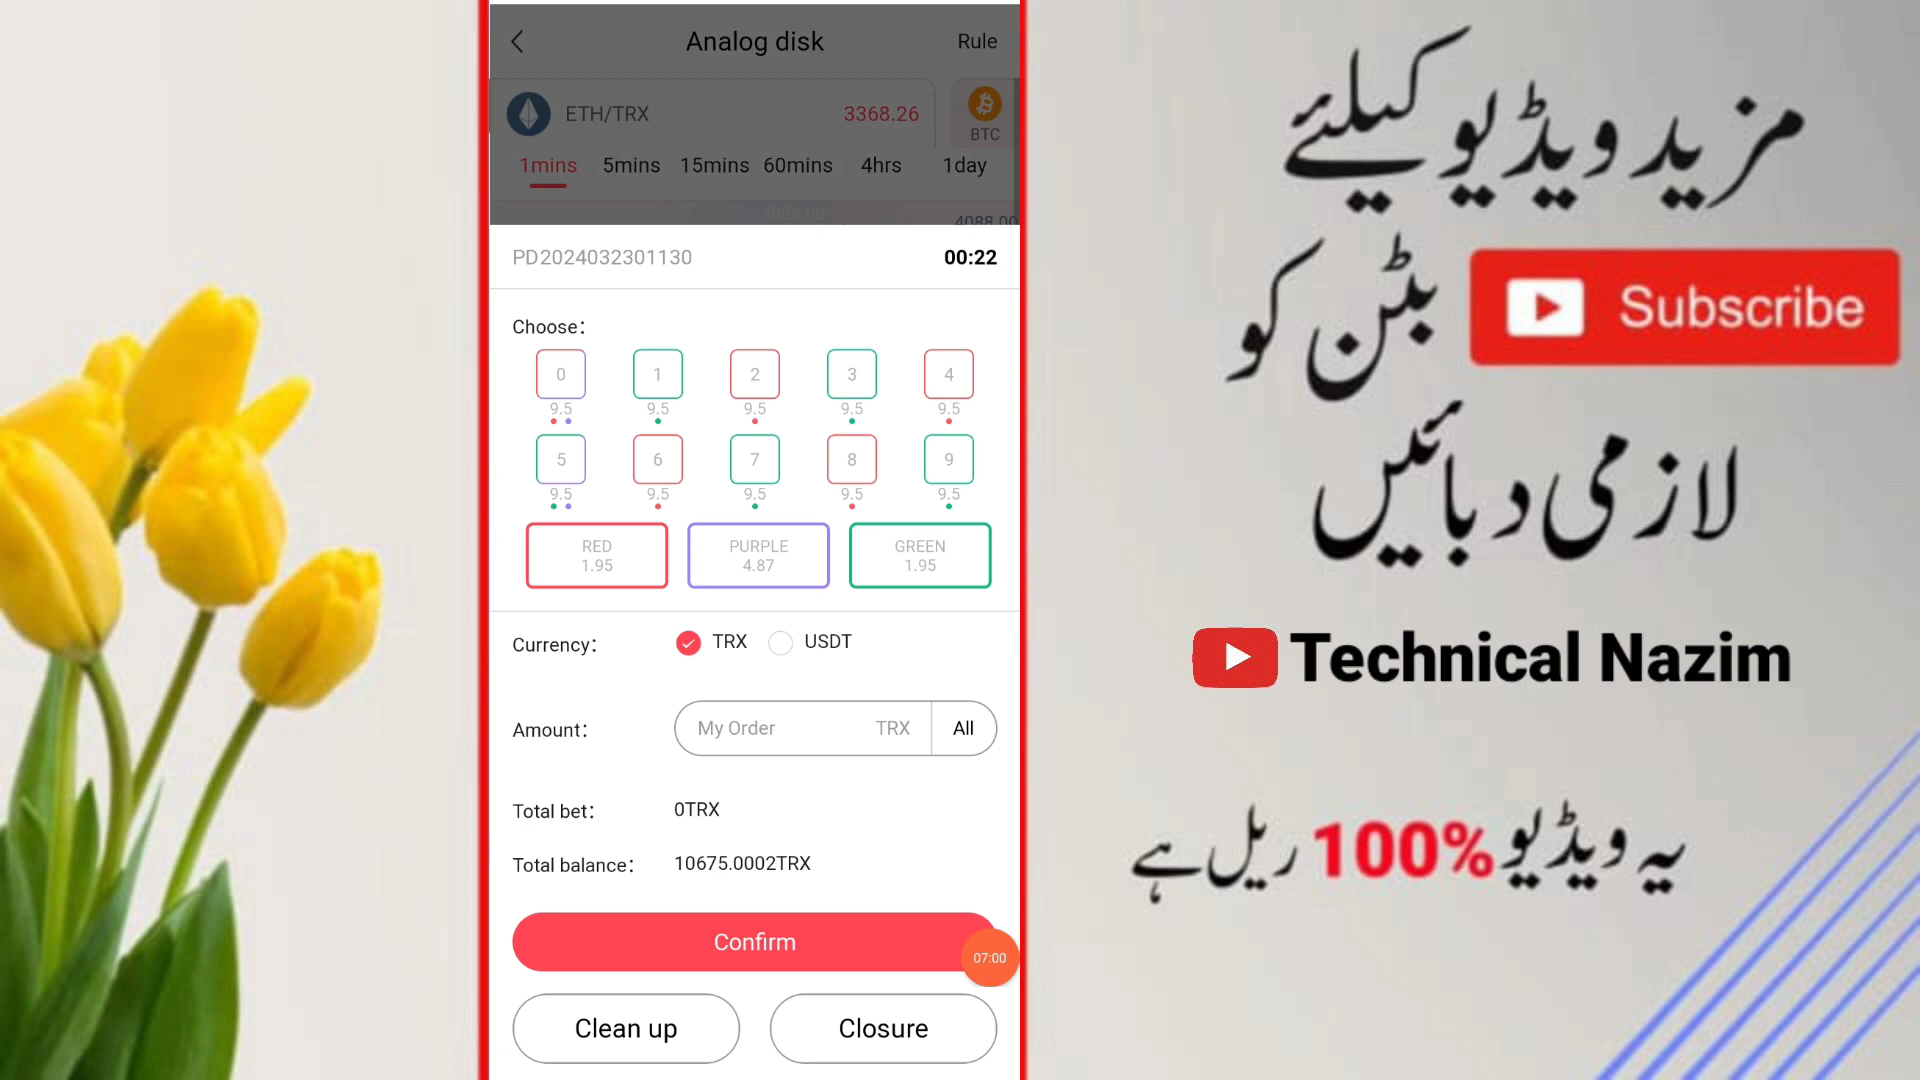 Analog disk
Rule
ETH/TRX
3368.26
BTC
1mins 5mins 15mins 60mins 4hrs 1day
4088.00
4088.00
PD2024032301130
00:22
Choose:
0 1 2 3 4
9.5 9.5 9.5 9.5 9.5
5 6 7 8 9
9.5 9.5 9.5 9.5 9.5
RED PURPLE GREEN
1.95 4.87 1.95
Currency: TRX USDT
Amount: My Order TRX All
Total bet: 0TRX
Total balance: 10675.0002TRX
Confirm
07:00
Clean up Closure
مزید ویڈیو کیلئے
Subscribe بٹن کو
لازمی دبائیں
Technical Nazim
یہ ویڈیو 100% ریل ہے